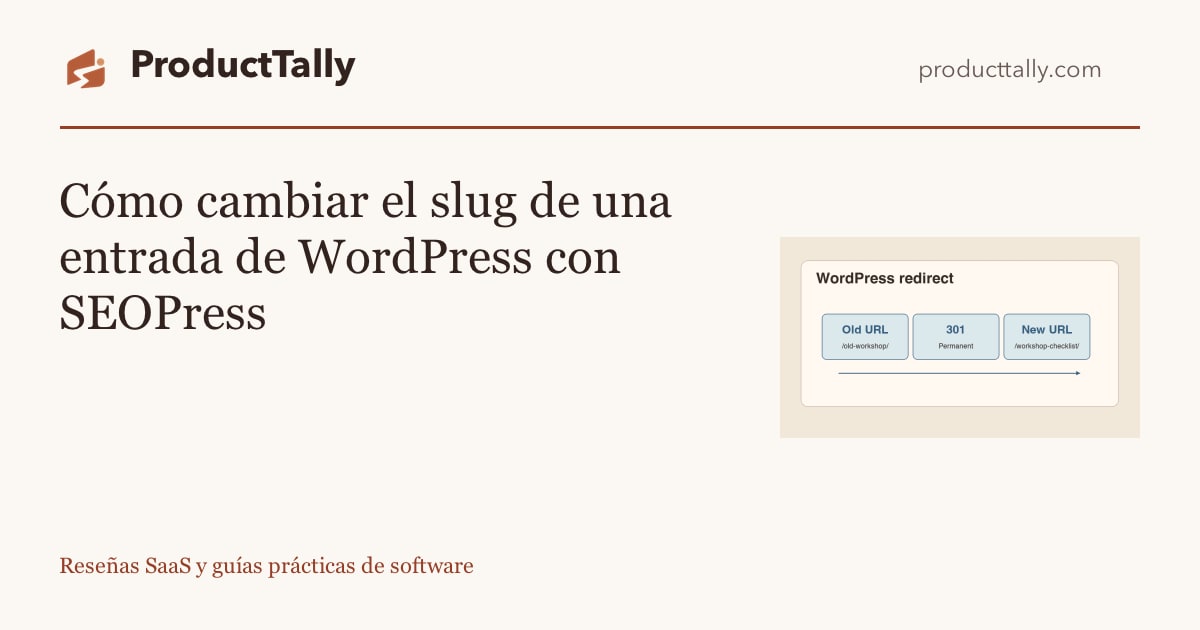 ProductTally
producttally.com
Cómo cambiar el slug de una
entrada de WordPress con
SEOPress
WordPress redirect
Old URL
/old-workshop/
301
Permanent
New URL
/workshop-checklist/
Reseñas SaaS y guías prácticas de software